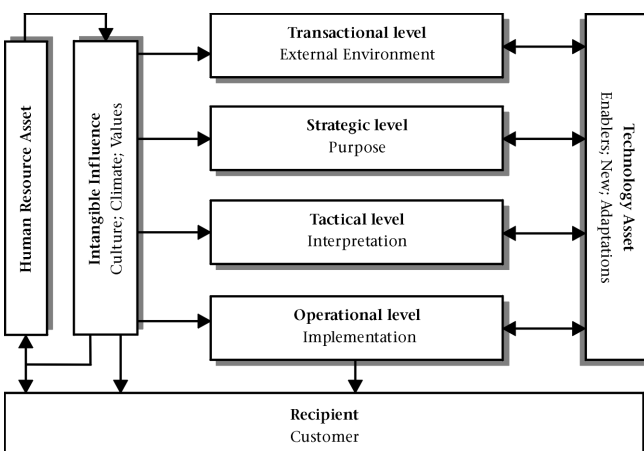 Human Resource Asset
Intangible Influence
Culture; Climate; Values
Transactional level
External Environment
Strategic level
Purpose
Tactical level
Interpretation
Operational level
Implementation
Technology Asset
Enablers; New; Adaptations
Recipient
Customer